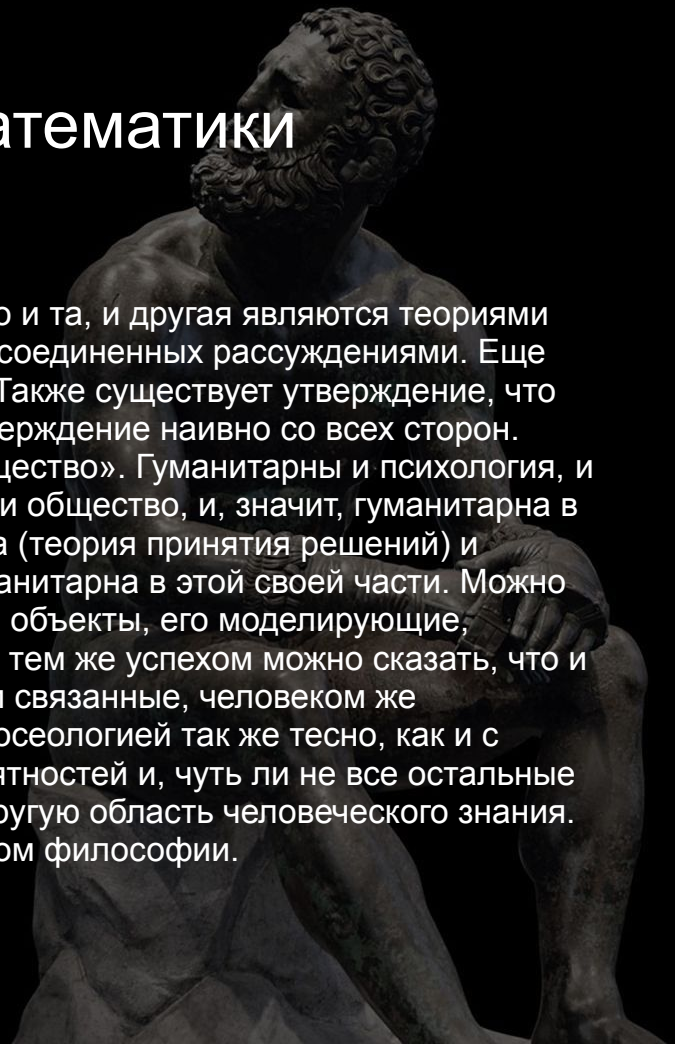 атематики
о и та, и другая являются теориями
соединенных рассуждениями. Еще
Также существует утверждение, что
ерждение наивно со всех сторон.
щество». Гуманитарны и психология, и
и общество, и, значит, гуманитарна в
а (теория принятия решений) и
анитарна в этой своей части. Можно
объекты, его моделирующие,
тем же успехом можно сказать, что и
и связанные, человеком же
осеологией так же тесно, как и с
ятностей и, чуть ли не все остальные
ругую область человеческого знания.
ом философии.